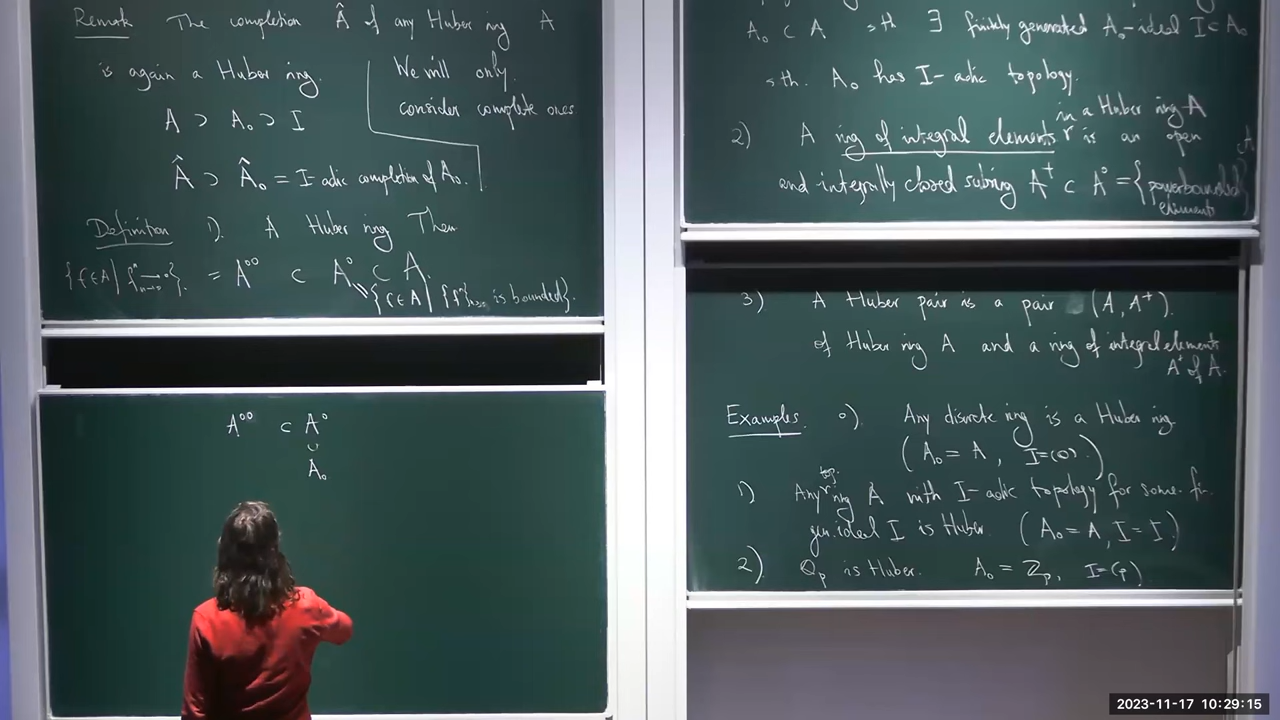 Remark The completion Â of any Huber ring A
is again a Huber ring.
We will only
consider complete ones.
A ⊃ A₀ ⊃ I
Â ⊃ Â₀ = I-adic completion of A₀.
Definition 1). A Huber ring Then
{f∈A | fⁿ →0 n→∞}. = A°° ⊂ A° ⊂ A.
{f∈A | {fⁿ}n≥0 is bounded}.
A°° ⊂ A°
∪
A₀
A₀ ⊂ A sth ∃ finitely generated A₀-ideal I⊂A₀
sth. A₀ has I-adic topology.
2) A ring of integral elements in a Huber ring A is an open
and integrally closed subring A⁺ ⊂ A° = {powerbounded elements}
3) A Huber pair is a pair (A, A⁺).
of Huber ring A and a ring of integral elements
A⁺ of A.
Examples. 0). Any discrete ring is a Huber ring.
(A₀ = A, I=(0).)
1) Any top. ring A with I-adic topology for some fin.
gen. ideal I is Huber (A₀ = A, I = I)
2). ℚₚ is Huber. A₀ = ℤₚ, I=(p)
2023-11-17 10:29:15